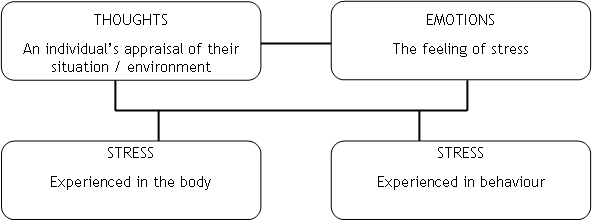 THOUGHTS
An individual's appraisal of their
situation / environment
EMOTIONS
The feeling of stress
STRESS
Experienced in the body
STRESS
Experienced in behaviour